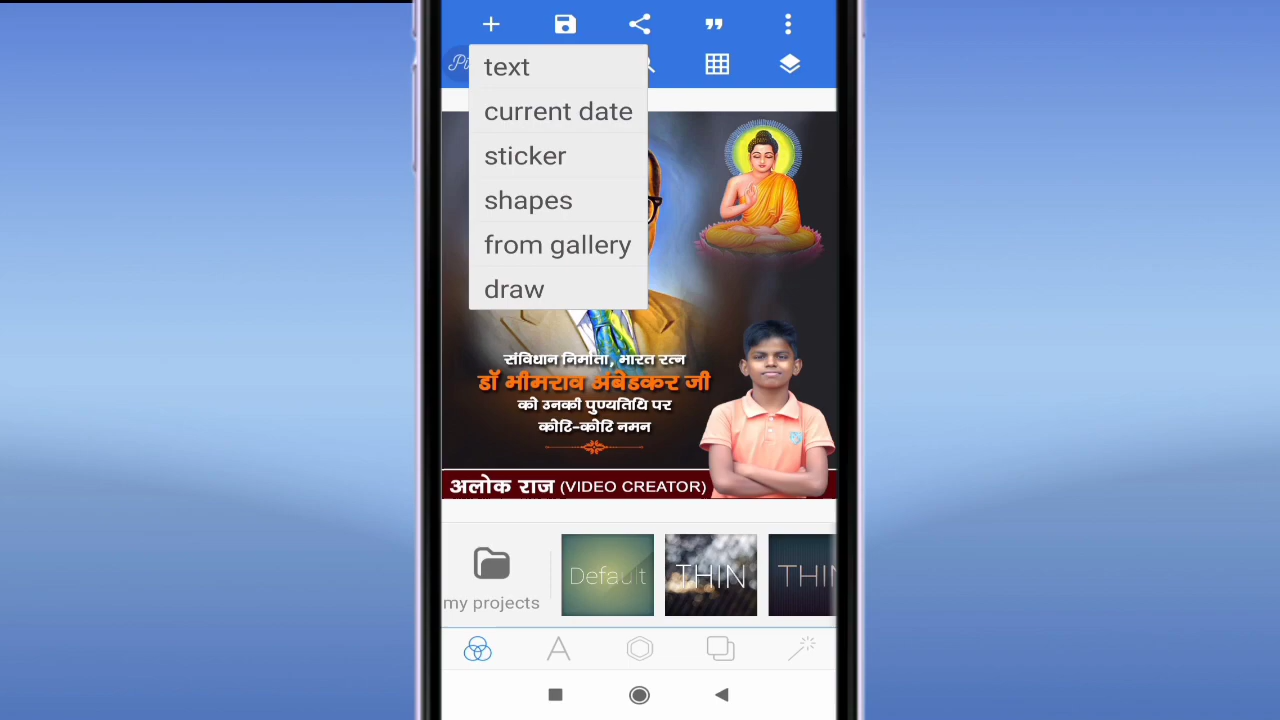 text
current date
sticker
shapes
from gallery
draw
संविधान निर्माता, भारत रत्न
डॉ भीमराव अंबेडकर जी
को उनकी पुण्यतिथि पर
कोटि-कोटि नमन
अलोक राज (VIDEO CREATOR)
my projects
Default
THIN